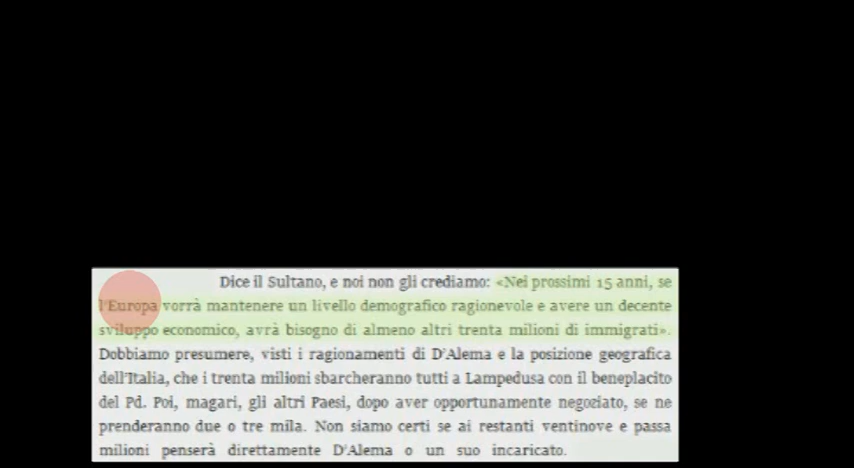 Dice il Sultano, e noi non gli crediamo: «Nei prossimi 15 anni, se
l'Europa vorrà mantenere un livello demografico ragionevole e avere un decente
sviluppo economico, avrà bisogno di almeno altri trenta milioni di immigrati».
Dobbiamo presumere, visti i ragionamenti di D'Alema e la posizione geografica
dell'Italia, che i trenta milioni sbarcheranno tutti a Lampedusa con il beneplacito
del Pd. Poi, magari, gli altri Paesi, dopo aver opportunamente negoziato, se ne
prenderanno due o tre mila. Non siamo certi se ai restanti ventinove e passa
milioni penserà direttamente D'Alema o un suo incaricato.